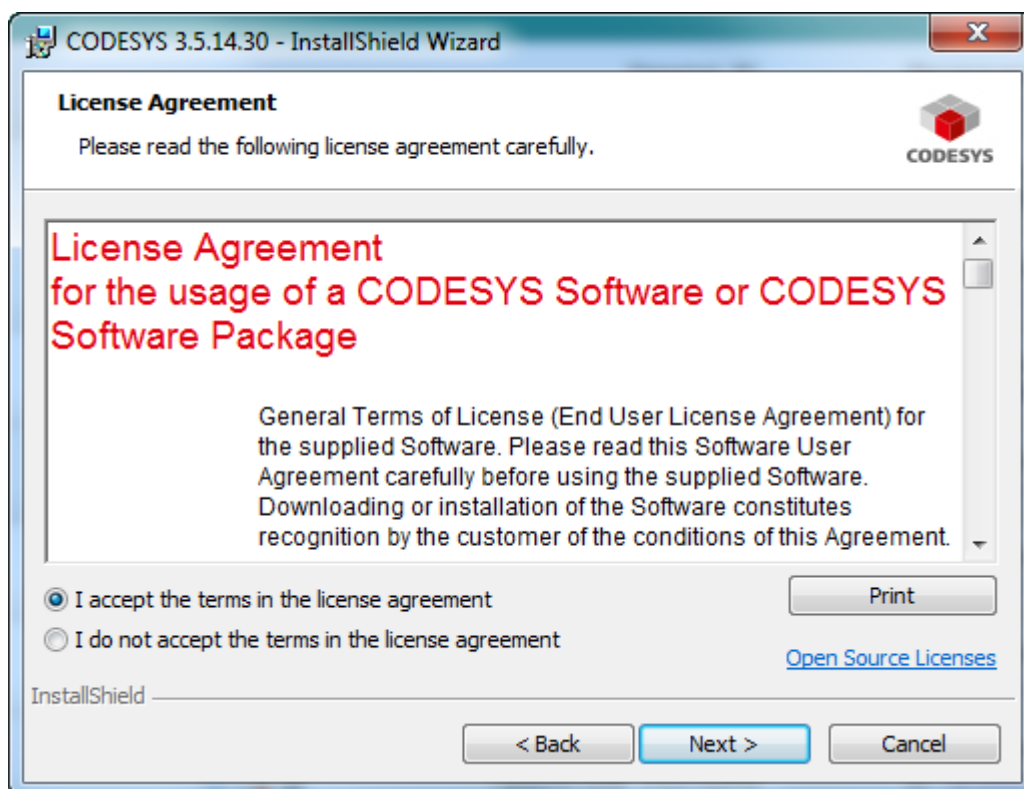 CODESYS 3.5.14.30 - InstallShield Wizard
License Agreement
Please read the following license agreement carefully.
CODESYS
License Agreement
for the usage of a CODESYS Software or CODESYS
Software Package
General Terms of License (End User License Agreement) for
the supplied Software. Please read this Software User
Agreement carefully before using the supplied Software.
Downloading or installation of the Software constitutes
recognition by the customer of the conditions of this Agreement.
I accept the terms in the license agreement
Print
I do not accept the terms in the license agreement
Open Source Licenses
InstallShield
< Back
Next >
Cancel